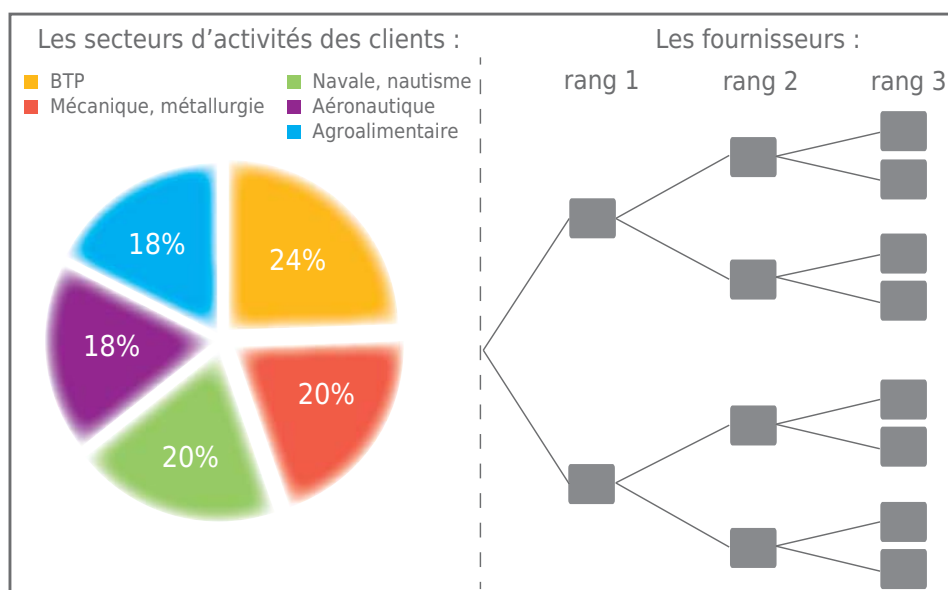 Les secteurs d’activités des clients :
BTP
Mécanique, métallurgie
Navale, nautisme
Aéronautique
Agroalimentaire
18%
24%
18%
20%
20%
Les fournisseurs :
rang 1
rang 2
rang 3